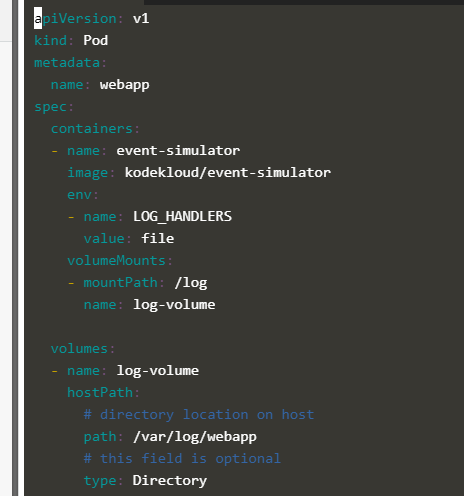 apiVersion: v1
kind: Pod
metadata:
  name: webapp
spec:
  containers:
  - name: event-simulator
    image: kodekloud/event-simulator
    env:
    - name: LOG_HANDLERS
      value: file
    volumeMounts:
    - mountPath: /log
      name: log-volume

  volumes:
  - name: log-volume
    hostPath:
      # directory location on host
      path: /var/log/webapp
      # this field is optional
      type: Directory